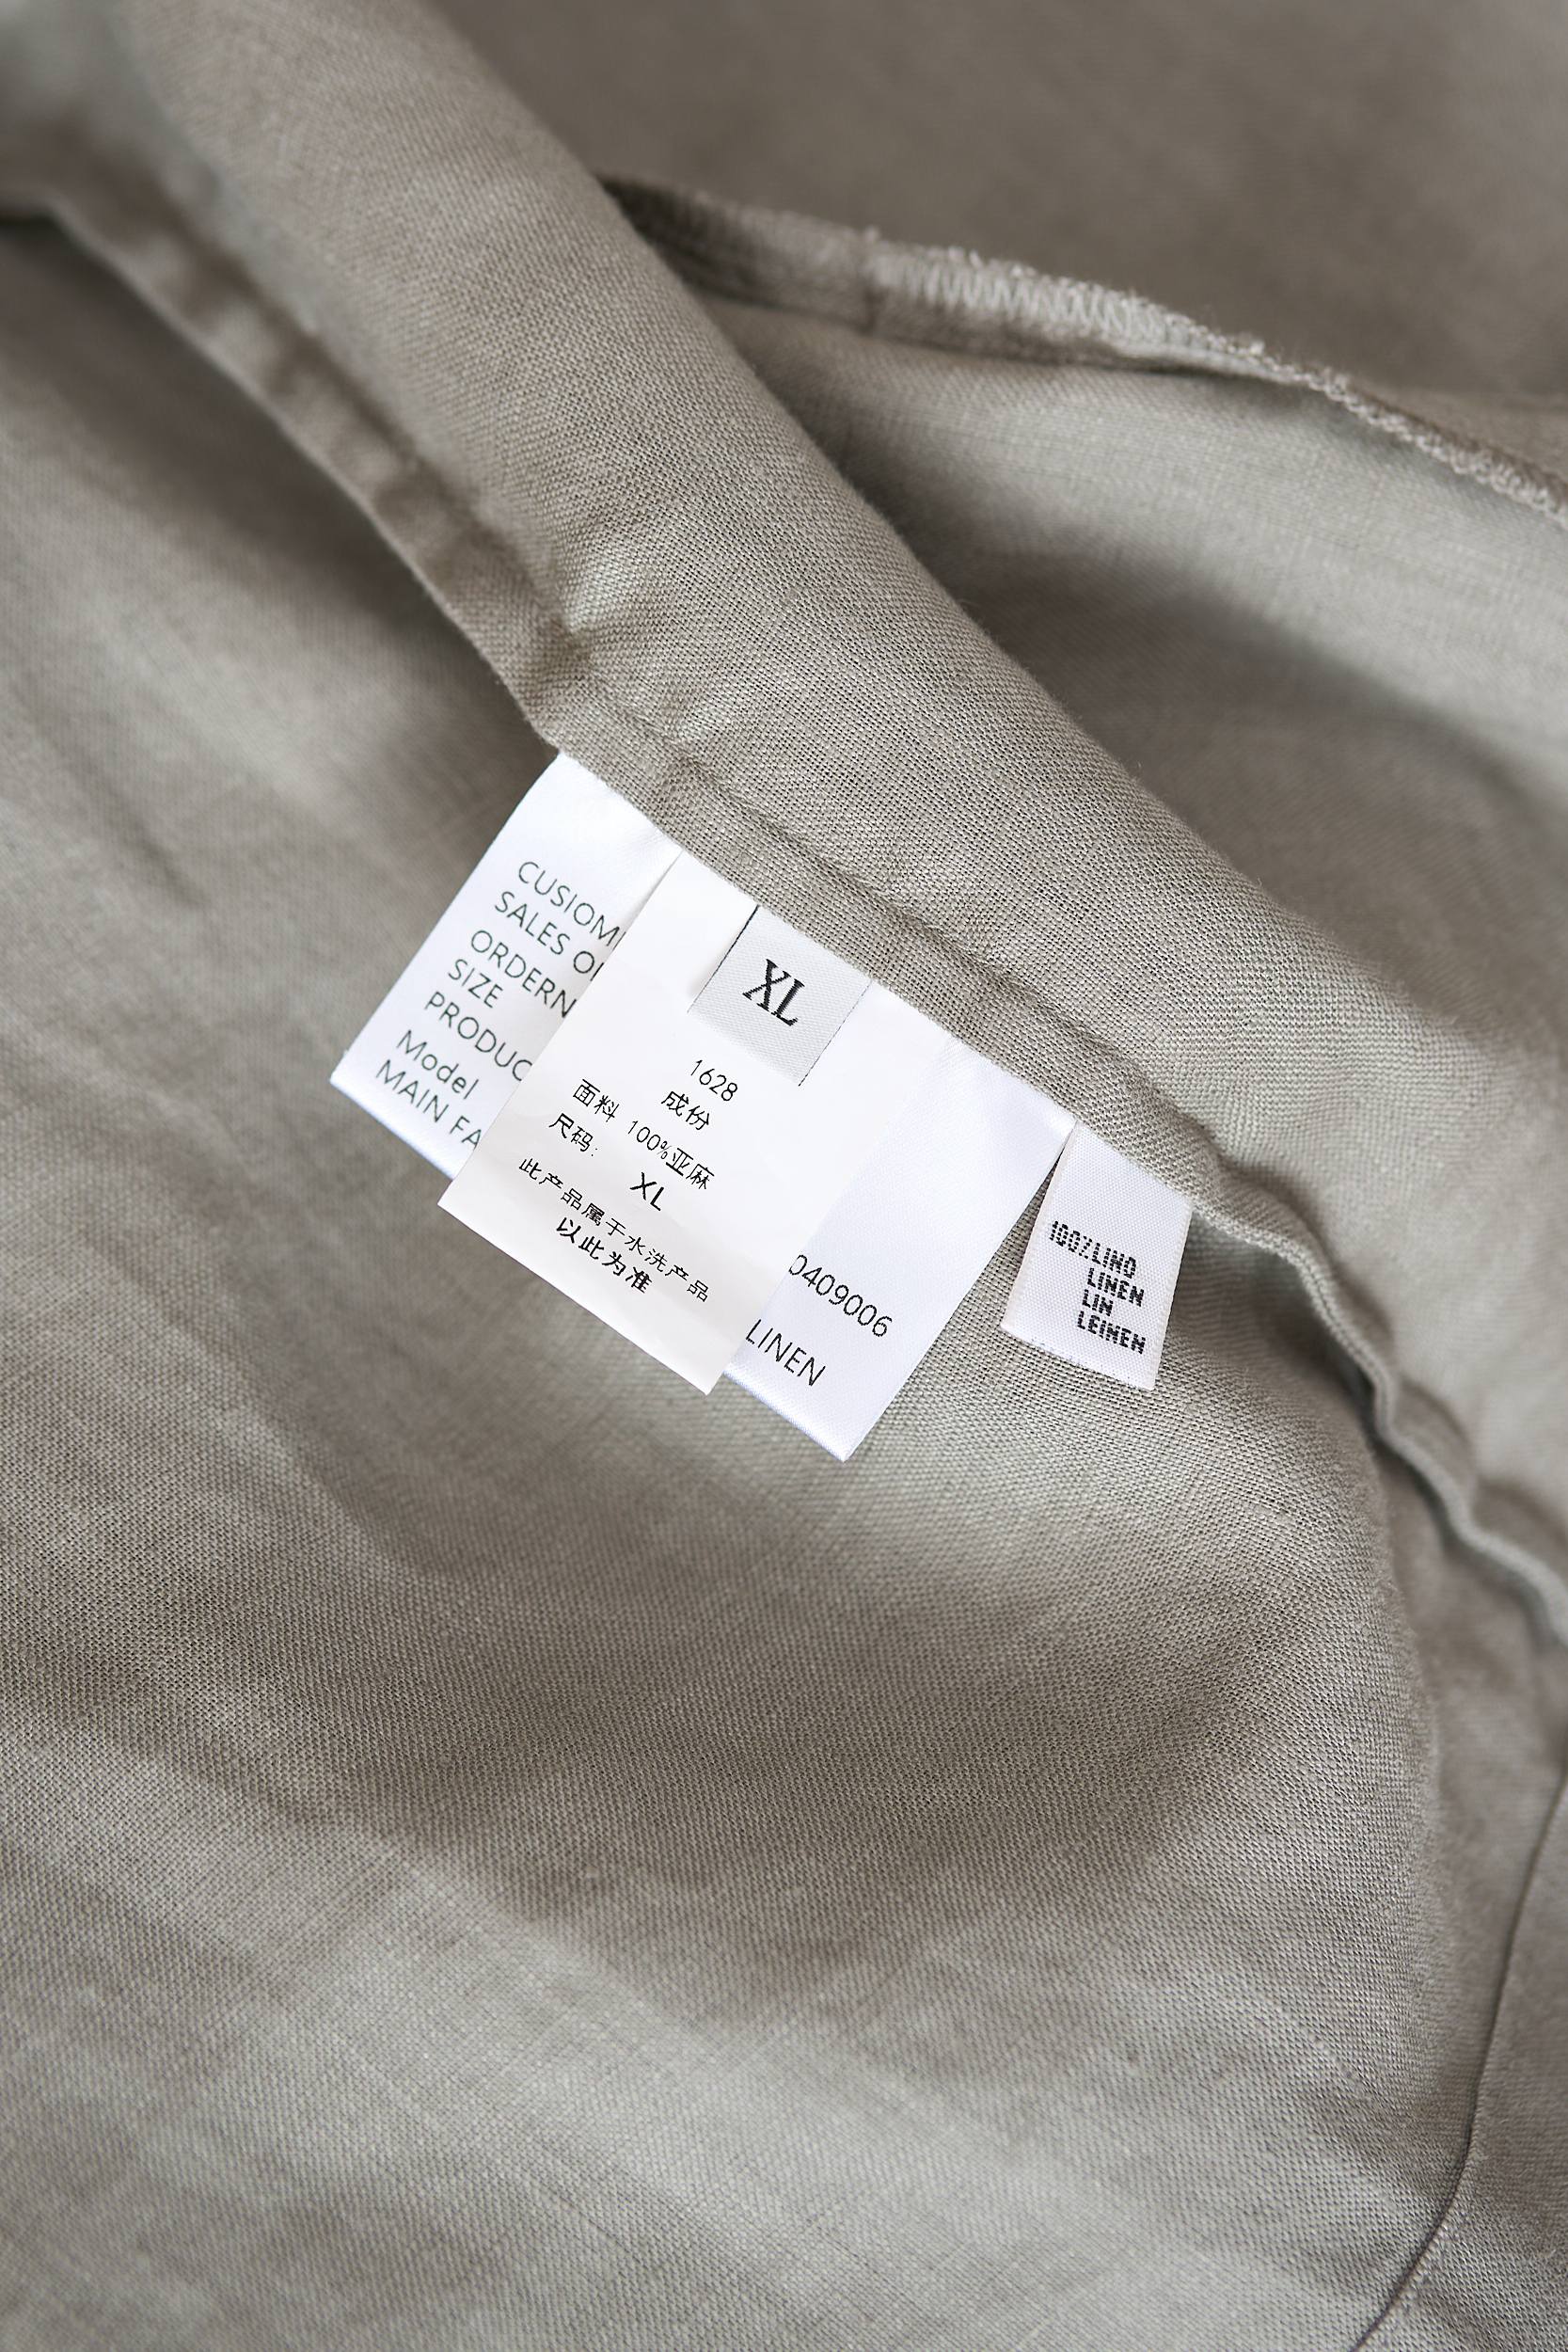 CUSIOM
SALES O
ORDERN
SIZE
PRODUC
Model
MAIN FA
XL
1628
成份
面料 100%亚麻
尺码: XL
此产品属于水洗产品
以此为准
0409006
LINEN
100%LINO
LINEN
LIN
LEINEN